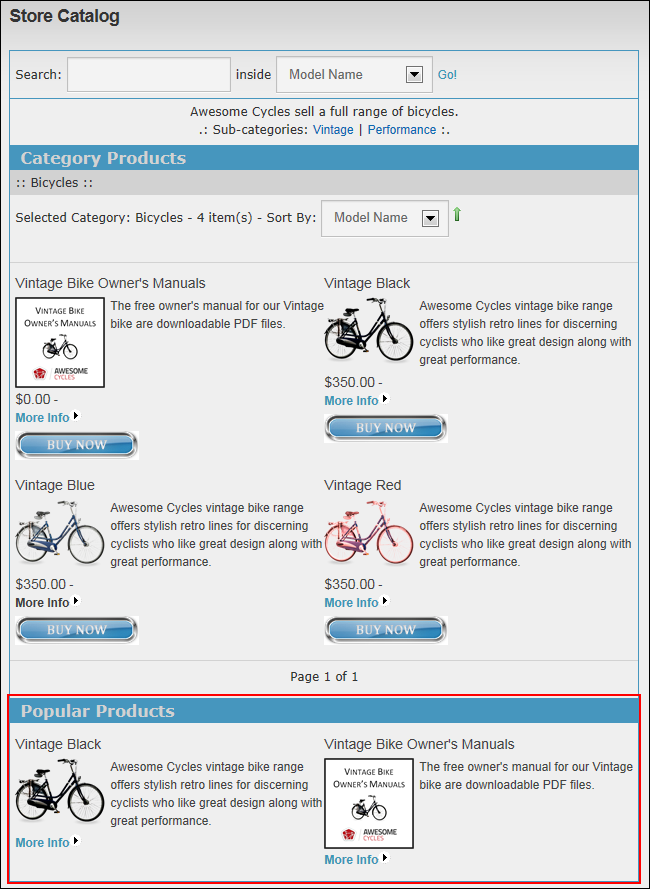 Store Catalog
Search: inside Model Name Go!
Awesome Cycles sell a full range of bicycles.
.: Sub-categories: Vintage | Performance :.
Category Products
:: Bicycles ::
Selected Category: Bicycles - 4 item(s) - Sort By: Model Name
Vintage Bike Owner's Manuals
VINTAGE BIKE
OWNER'S MANUALS
AWESOME
CYCLES
The free owner's manual for our Vintage
bike are downloadable PDF files.
$0.00 -
More Info
BUY NOW
Vintage Black
Awesome Cycles vintage bike range
offers stylish retro lines for discerning
cyclists who like great design along with
great performance.
$350.00 -
More Info
BUY NOW
Vintage Blue
Awesome Cycles vintage bike range
offers stylish retro lines for discerning
cyclists who like great design along with
great performance.
$350.00 -
More Info
BUY NOW
Vintage Red
Awesome Cycles vintage bike range
offers stylish retro lines for discerning
cyclists who like great design along with
great performance.
$350.00 -
More Info
BUY NOW
Page 1 of 1
Popular Products
Vintage Black
Awesome Cycles vintage bike range
offers stylish retro lines for discerning
cyclists who like great design along with
great performance.
More Info
Vintage Bike Owner's Manuals
VINTAGE BIKE
OWNER'S MANUALS
AWESOME
CYCLES
The free owner's manual for our Vintage
bike are downloadable PDF files.
More Info